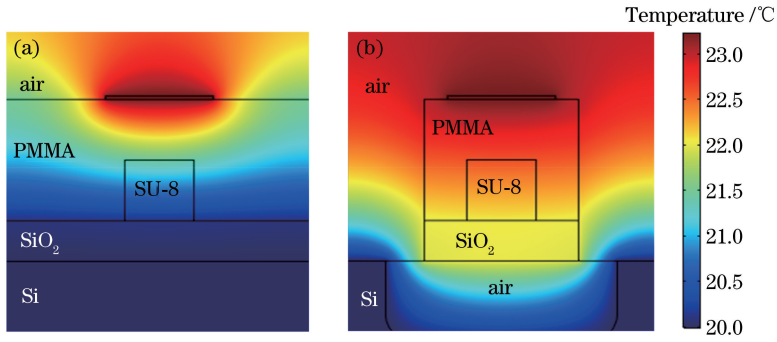 Temperature /℃
(a)
air
PMMA
SU-8
SiO₂
Si
(b)
air
PMMA
SU-8
SiO₂
Si
air
23.0
22.5
22.0
21.5
21.0
20.5
20.0